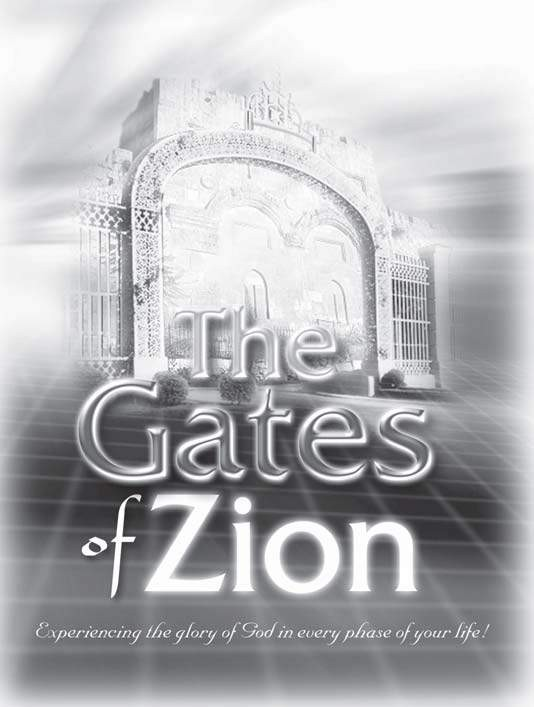 The
Gates
of Zion
Experiencing the glory of God in every phase of your life!